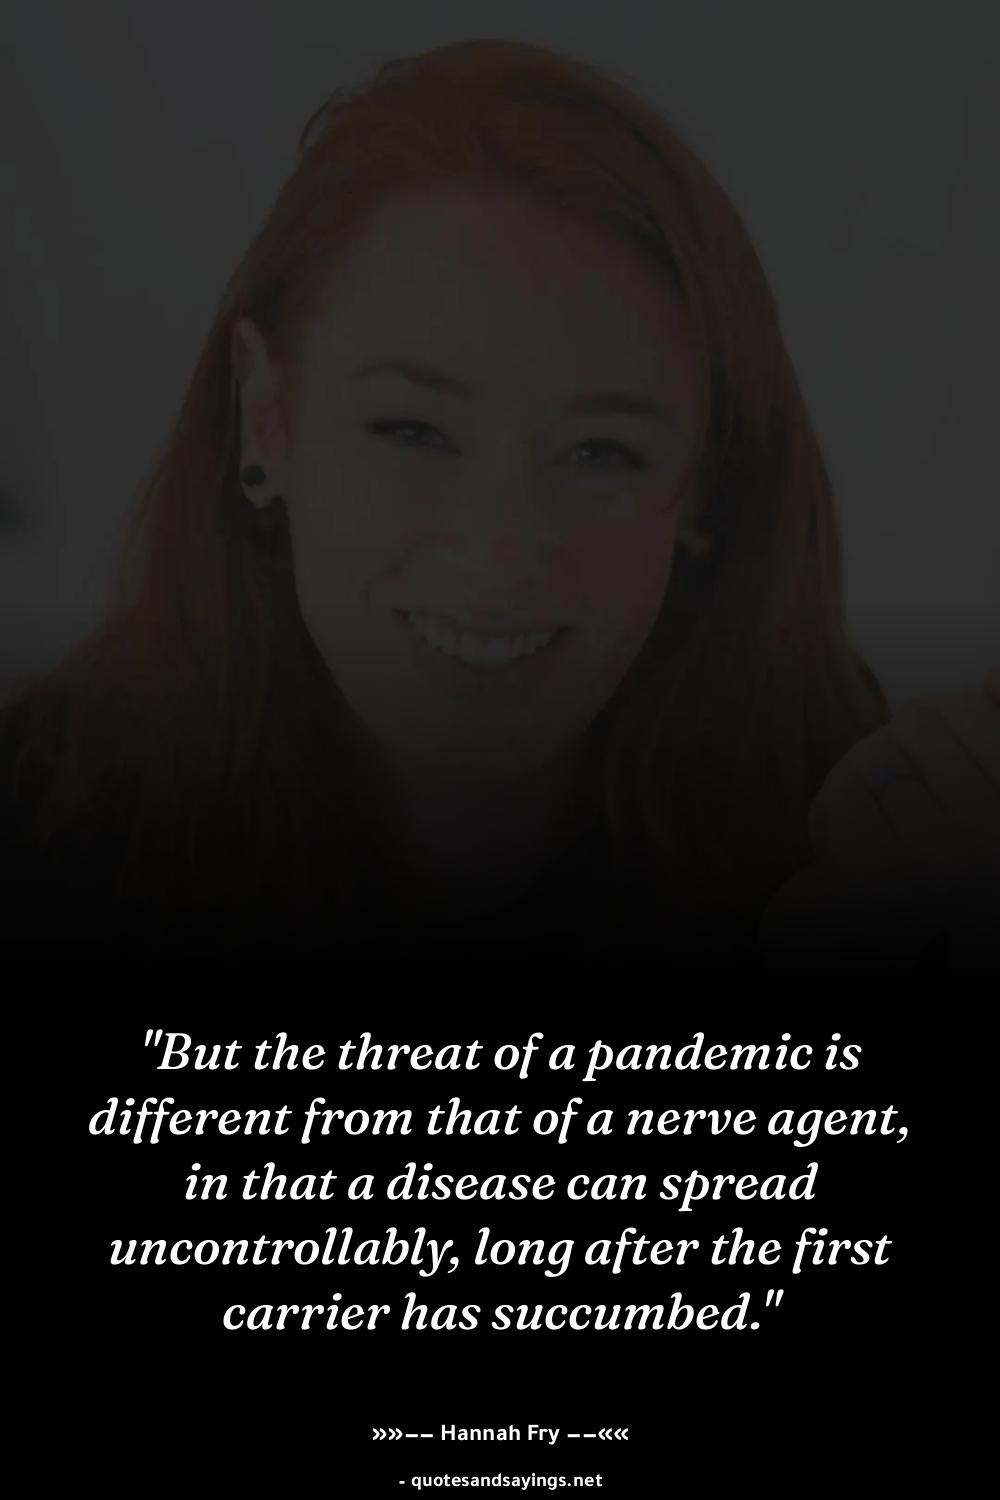 "But the threat of a pandemic is
different from that of a nerve agent,
in that a disease can spread
uncontrollably, long after the first
carrier has succumbed."
»»−− Hannah Fry −−««
- quotesandsayings.net